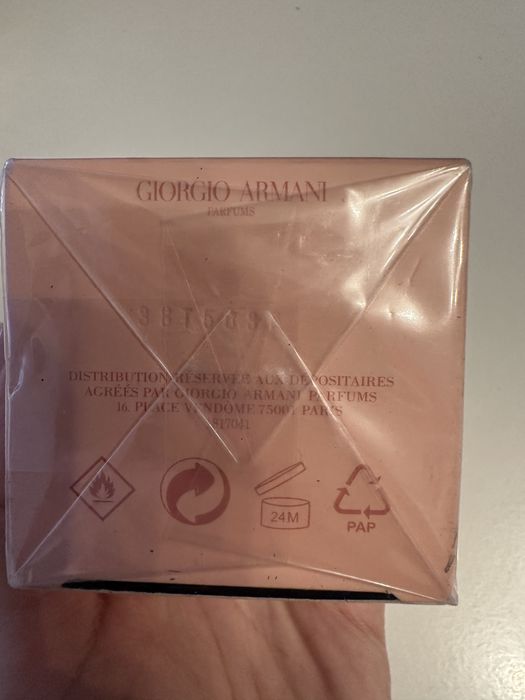 GIORGIO ARMANI
PARFUMS
DISTRIBUTION RÉSERVÉE AUX DÉPOSITAIRES
AGRÉÉS PAR GIORGIO ARMANI PARFUMS
16, PLACE VENDÔME 75001 PARIS
817041
24M
PAP